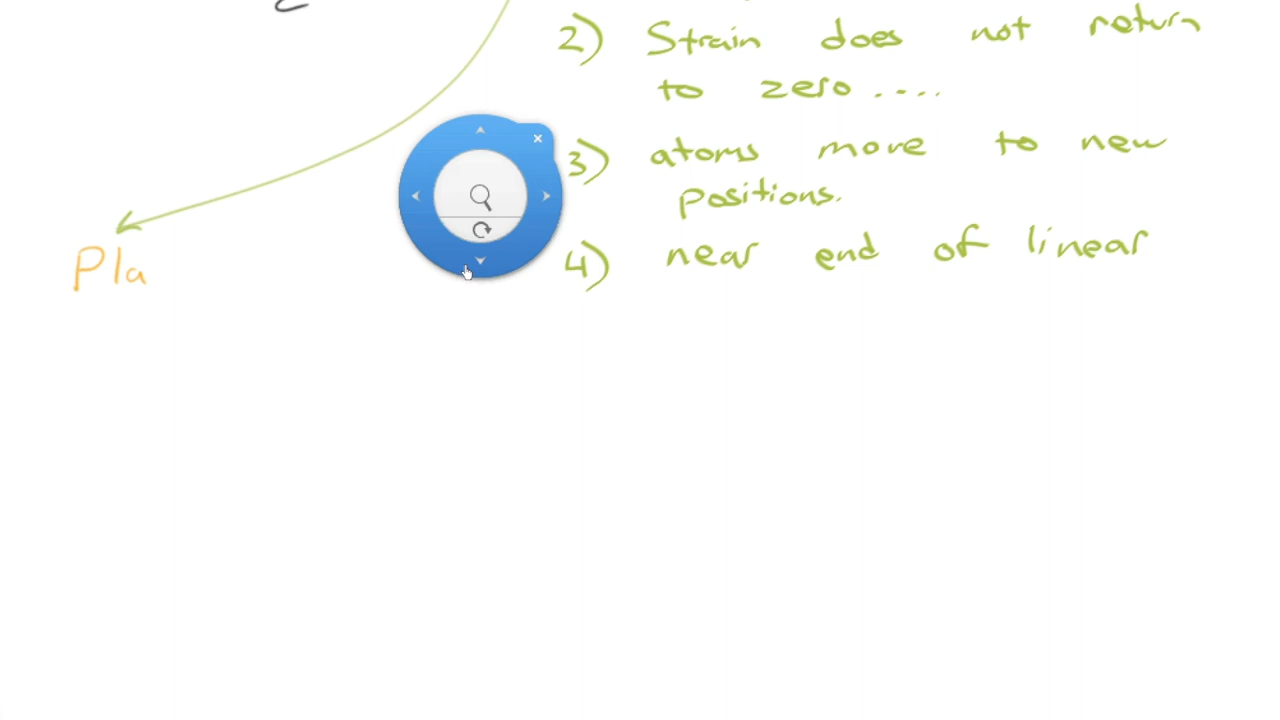 2) Strain does not return
to zero.....
3) atoms move to new
positions.
4) near end of linear
Pla